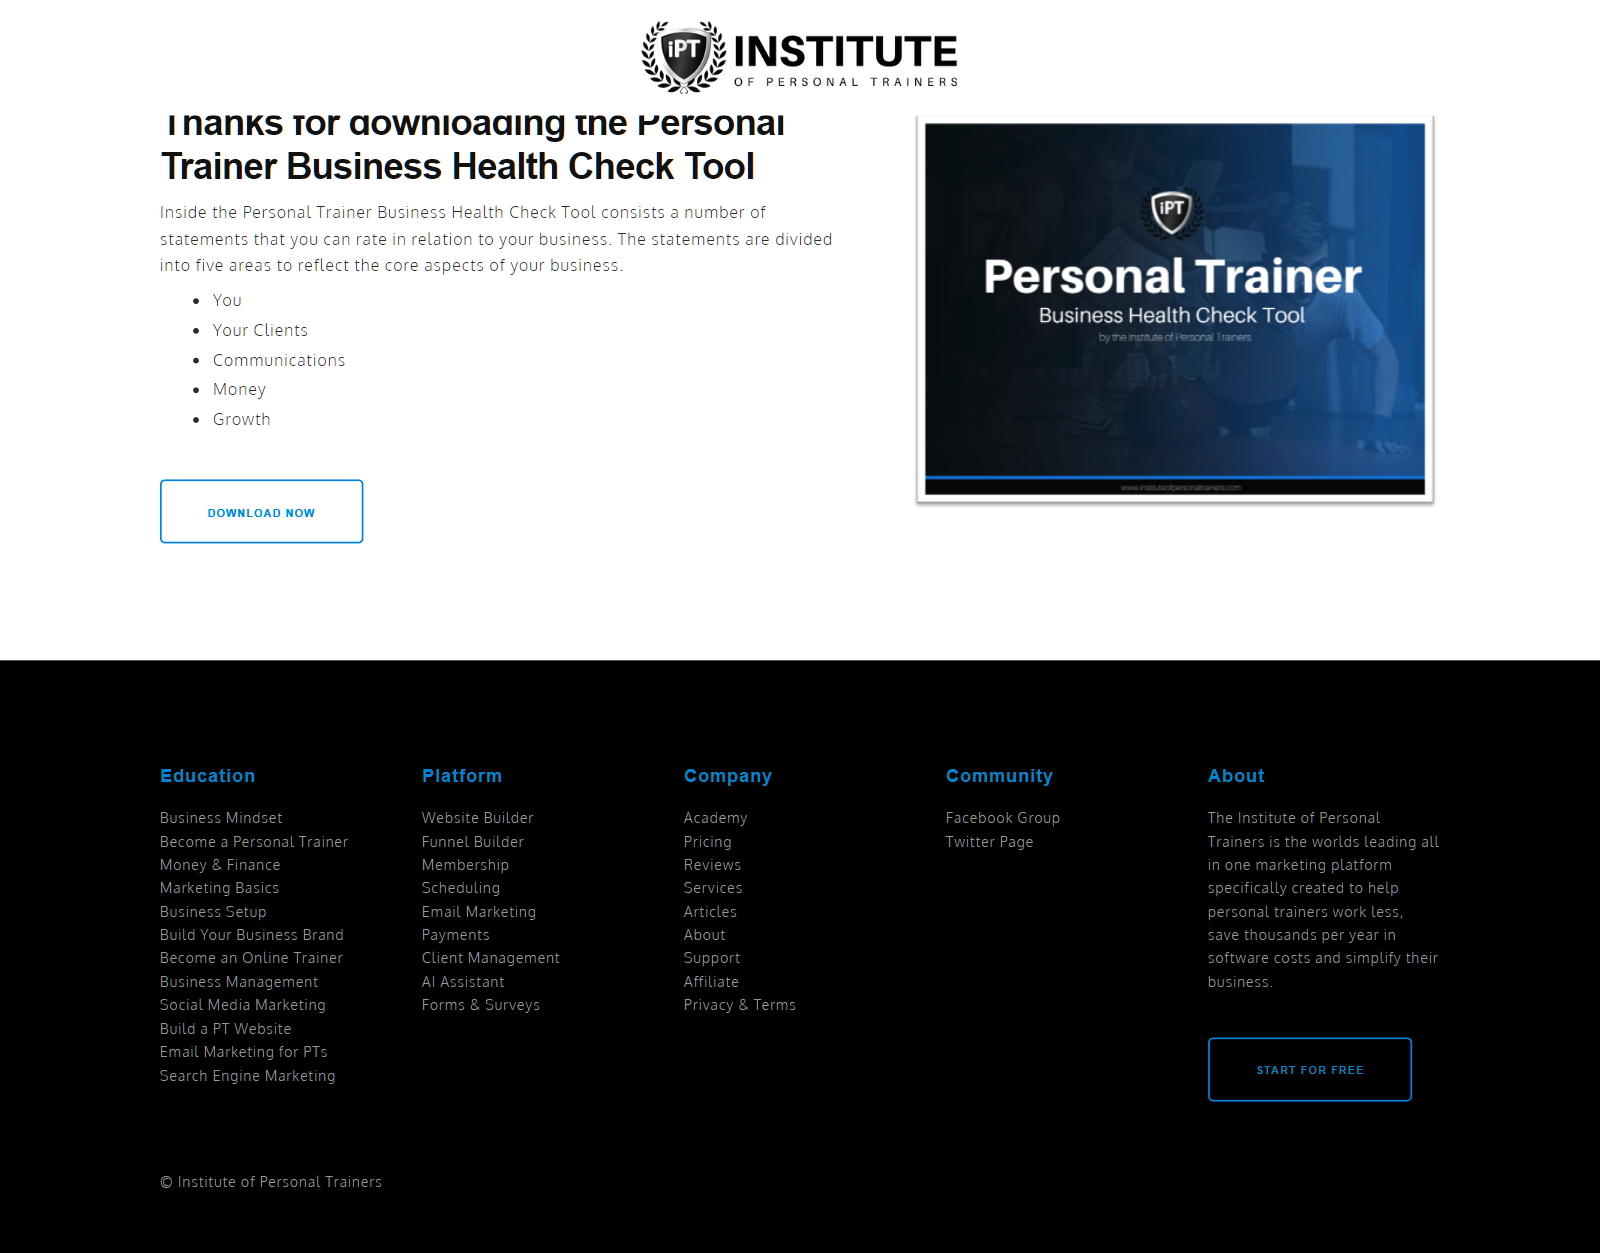 iPT INSTITUTE
OF PERSONAL TRAINERS
Thanks for downloading the Personal
Trainer Business Health Check Tool
Inside the Personal Trainer Business Health Check Tool consists a number of
statements that you can rate in relation to your business. The statements are divided
into five areas to reflect the core aspects of your business.
• You
• Your Clients
• Communications
• Money
• Growth
DOWNLOAD NOW
iPT
Personal Trainer
Business Health Check Tool
by the Institute of Personal Trainers
www.instituteofpersonaltrainers.com
Education
Business Mindset
Become a Personal Trainer
Money & Finance
Marketing Basics
Business Setup
Build Your Business Brand
Become an Online Trainer
Business Management
Social Media Marketing
Build a PT Website
Email Marketing for PTs
Search Engine Marketing
Platform
Website Builder
Funnel Builder
Membership
Scheduling
Email Marketing
Payments
Client Management
AI Assistant
Forms & Surveys
Company
Academy
Pricing
Reviews
Services
Articles
About
Support
Affiliate
Privacy & Terms
Community
Facebook Group
Twitter Page
About
The Institute of Personal
Trainers is the worlds leading all
in one marketing platform
specifically created to help
personal trainers work less,
save thousands per year in
software costs and simplify their
business.
START FOR FREE
© Institute of Personal Trainers